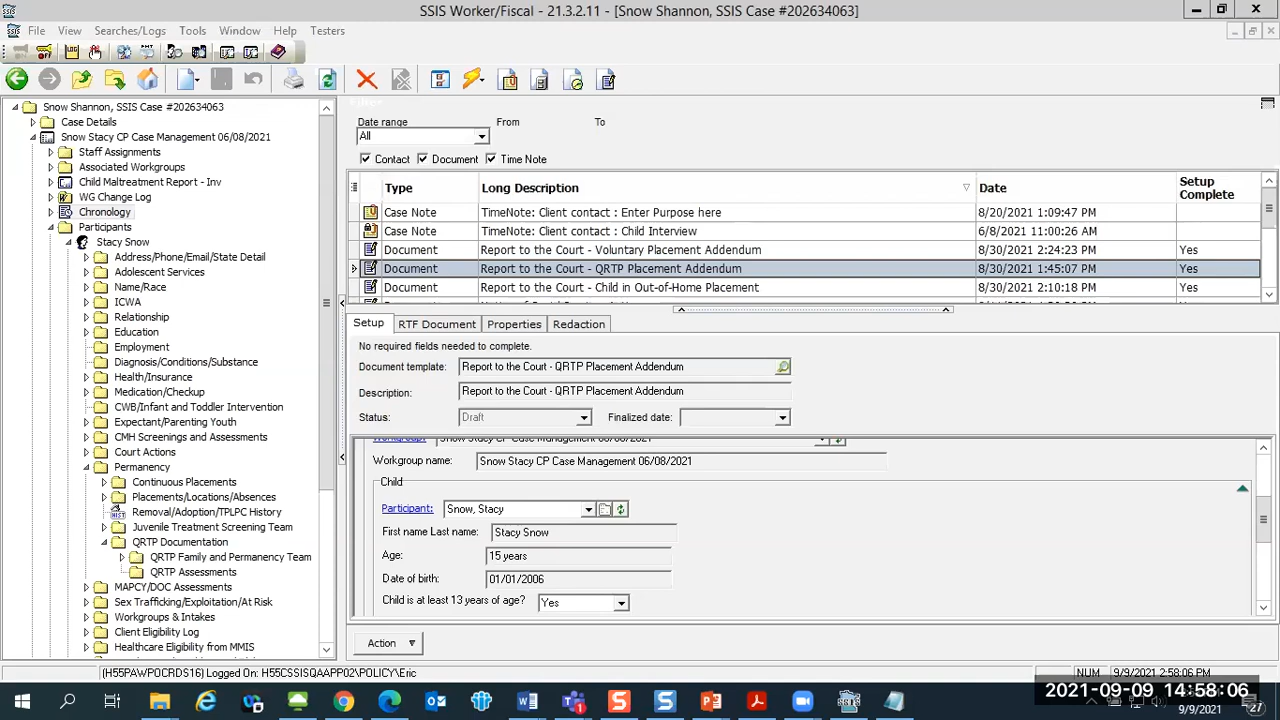 SSIS Worker/Fiscal - 21.3.2.11 - [Snow Shannon, SSIS Case #202634063]
File View Searches/Logs Tools Window Help Testers
Snow Shannon, SSIS Case #202634063
Case Details
Snow Stacy CP Case Management 06/08/2021
Staff Assignments
Associated Workgroups
Child Maltreatment Report - Inv
WG Change Log
Chronology
Participants
Stacy Snow
Address/Phone/Email/State Detail
Adolescent Services
Name/Race
ICWA
Relationship
Education
Employment
Diagnosis/Conditions/Substance
Health/Insurance
Medication/Checkup
CWB/Infant and Toddler Intervention
Expectant/Parenting Youth
CMH Screenings and Assessments
Court Actions
Permanency
Continuous Placements
Placements/Locations/Absences
Removal/Adoption/TPLPC History
Juvenile Treatment Screening Team
QRTP Documentation
QRTP Family and Permanency Team
QRTP Assessments
MAPCY/DOC Assessments
Sex Trafficking/Exploitation/At Risk
Workgroups & Intakes
Client Eligibility Log
Healthcare Eligibility from MMIS
Date range From To
All
Contact Document Time Note
Type Long Description Date Setup Complete
Case Note TimeNote: Client contact : Enter Purpose here 8/20/2021 1:09:47 PM
Case Note TimeNote: Client contact : Child Interview 6/8/2021 11:00:26 AM
Document Report to the Court - Voluntary Placement Addendum 8/30/2021 2:24:23 PM Yes
Document Report to the Court - QRTP Placement Addendum 8/30/2021 1:45:07 PM Yes
Document Report to the Court - Child in Out-of-Home Placement 8/30/2021 2:10:18 PM Yes
Setup RTF Document Properties Redaction
No required fields needed to complete.
Document template: Report to the Court - QRTP Placement Addendum
Description: Report to the Court - QRTP Placement Addendum
Status: Draft Finalized date:
Workgroup: Snow Stacy CP Case Management 06/08/2021
Workgroup name: Snow Stacy CP Case Management 06/08/2021
Child
Participant: Snow, Stacy
First name Last name: Stacy Snow
Age: 15 years
Date of birth: 01/01/2006
Child is at least 13 years of age? Yes
Action
(H55PAWPOCRDS16) Logged On: H55CSSISQAAPP02\POLICY\Eric
NUM 9/9/2021 2:58:06 PM
2021-09-09 14:58:06
9/9/2021
27